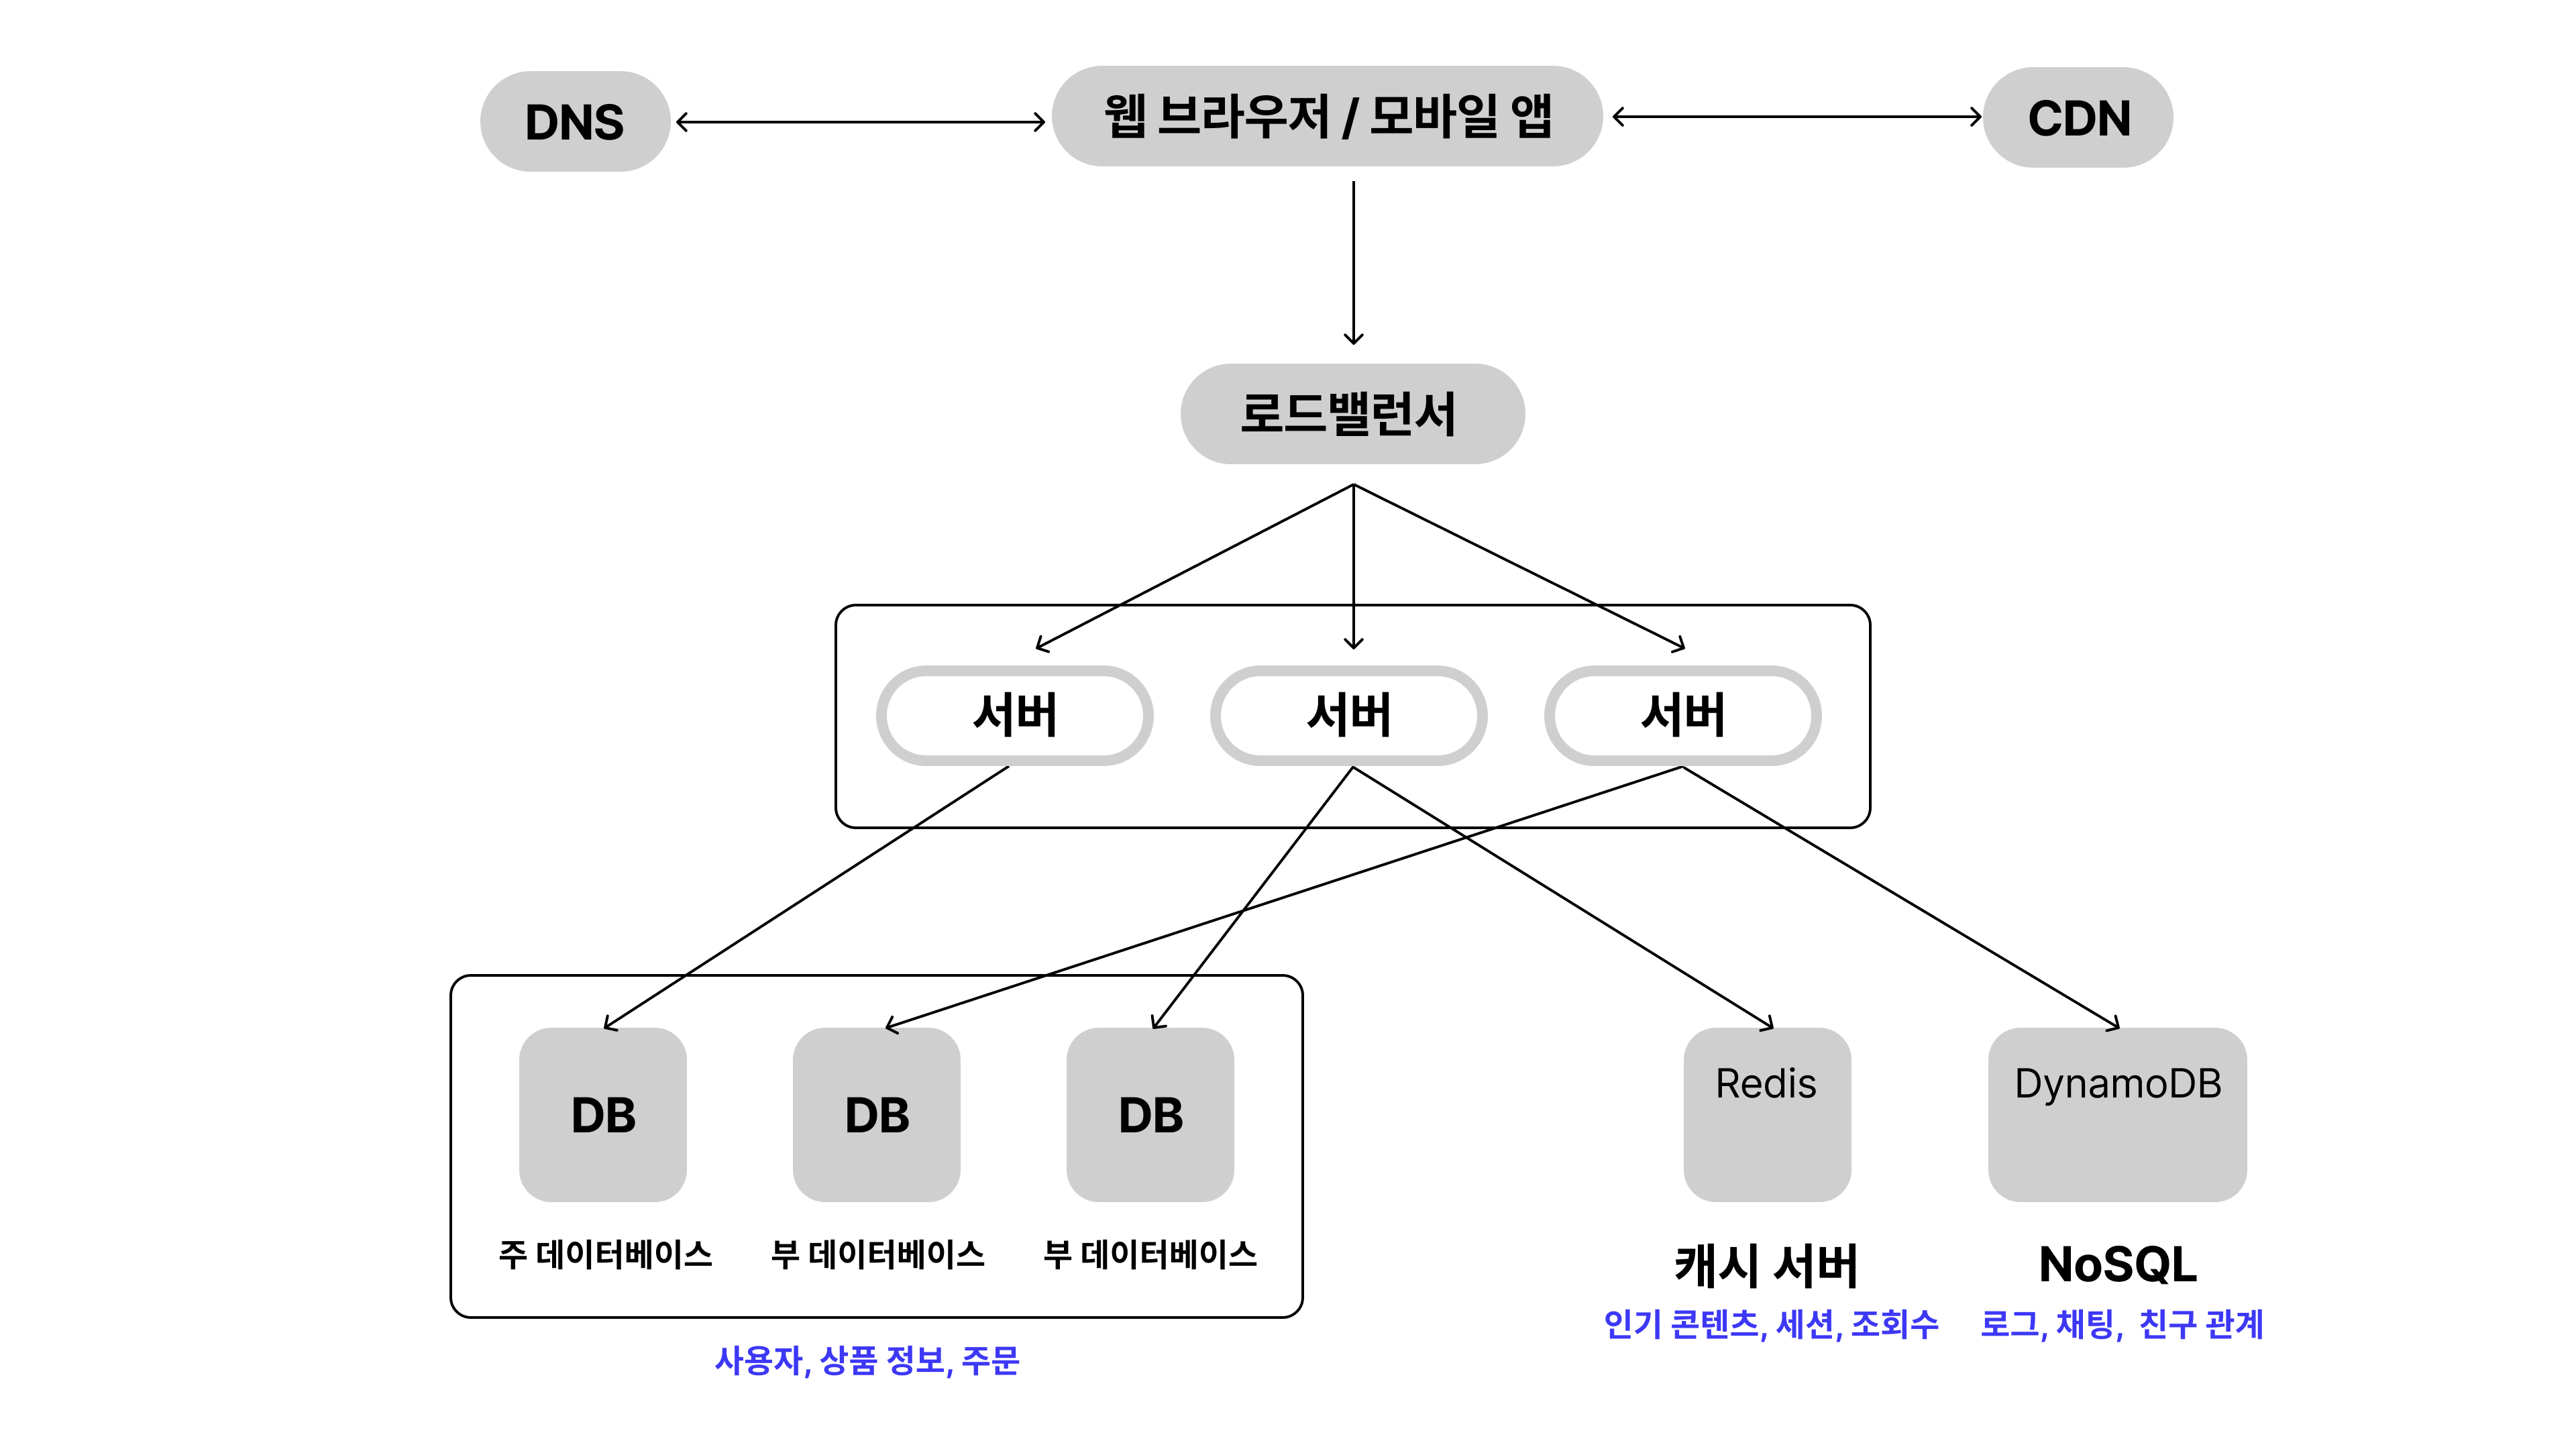 DNS
웹 브라우저 / 모바일 앱
CDN
로드밸런서
서버
서버
서버
DB
DB
DB
Redis
DynamoDB
주 데이터베이스
부 데이터베이스
부 데이터베이스
캐시 서버
NoSQL
인기 콘텐츠, 세션, 조회수
로그, 채팅, 친구 관계
사용자, 상품 정보, 주문